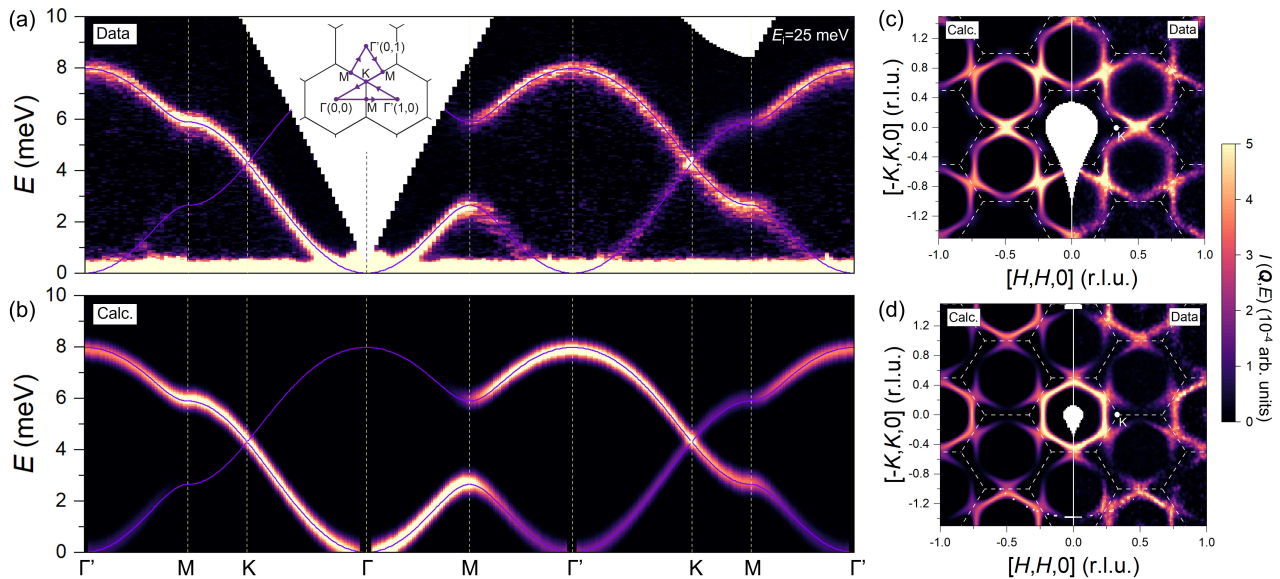 (a)
Data
E_i=25 meV
E (meV)
10
8
6
4
2
0
Γ'(0,1)
M
K
M
Γ(0,0)
M
Γ'(1,0)
(b)
Calc.
E (meV)
10
8
6
4
2
0
Γ'
M
K
Γ
M
Γ'
K
M
Γ'
(c)
Calc.
Data
[-K,K,0] (r.l.u.)
1.2
0.8
0.4
0.0
-0.4
-0.8
-1.2
K
-1.0
-0.5
0.0
0.5
1.0
[H,H,0] (r.l.u.)
(d)
Calc.
Data
[-K,K,0] (r.l.u.)
1.2
0.8
0.4
0.0
-0.4
-0.8
-1.2
K
-1.0
-0.5
0.0
0.5
1.0
[H,H,0] (r.l.u.)
5
4
3
2
1
0
I (Q,E) (10⁻⁴ arb. units)